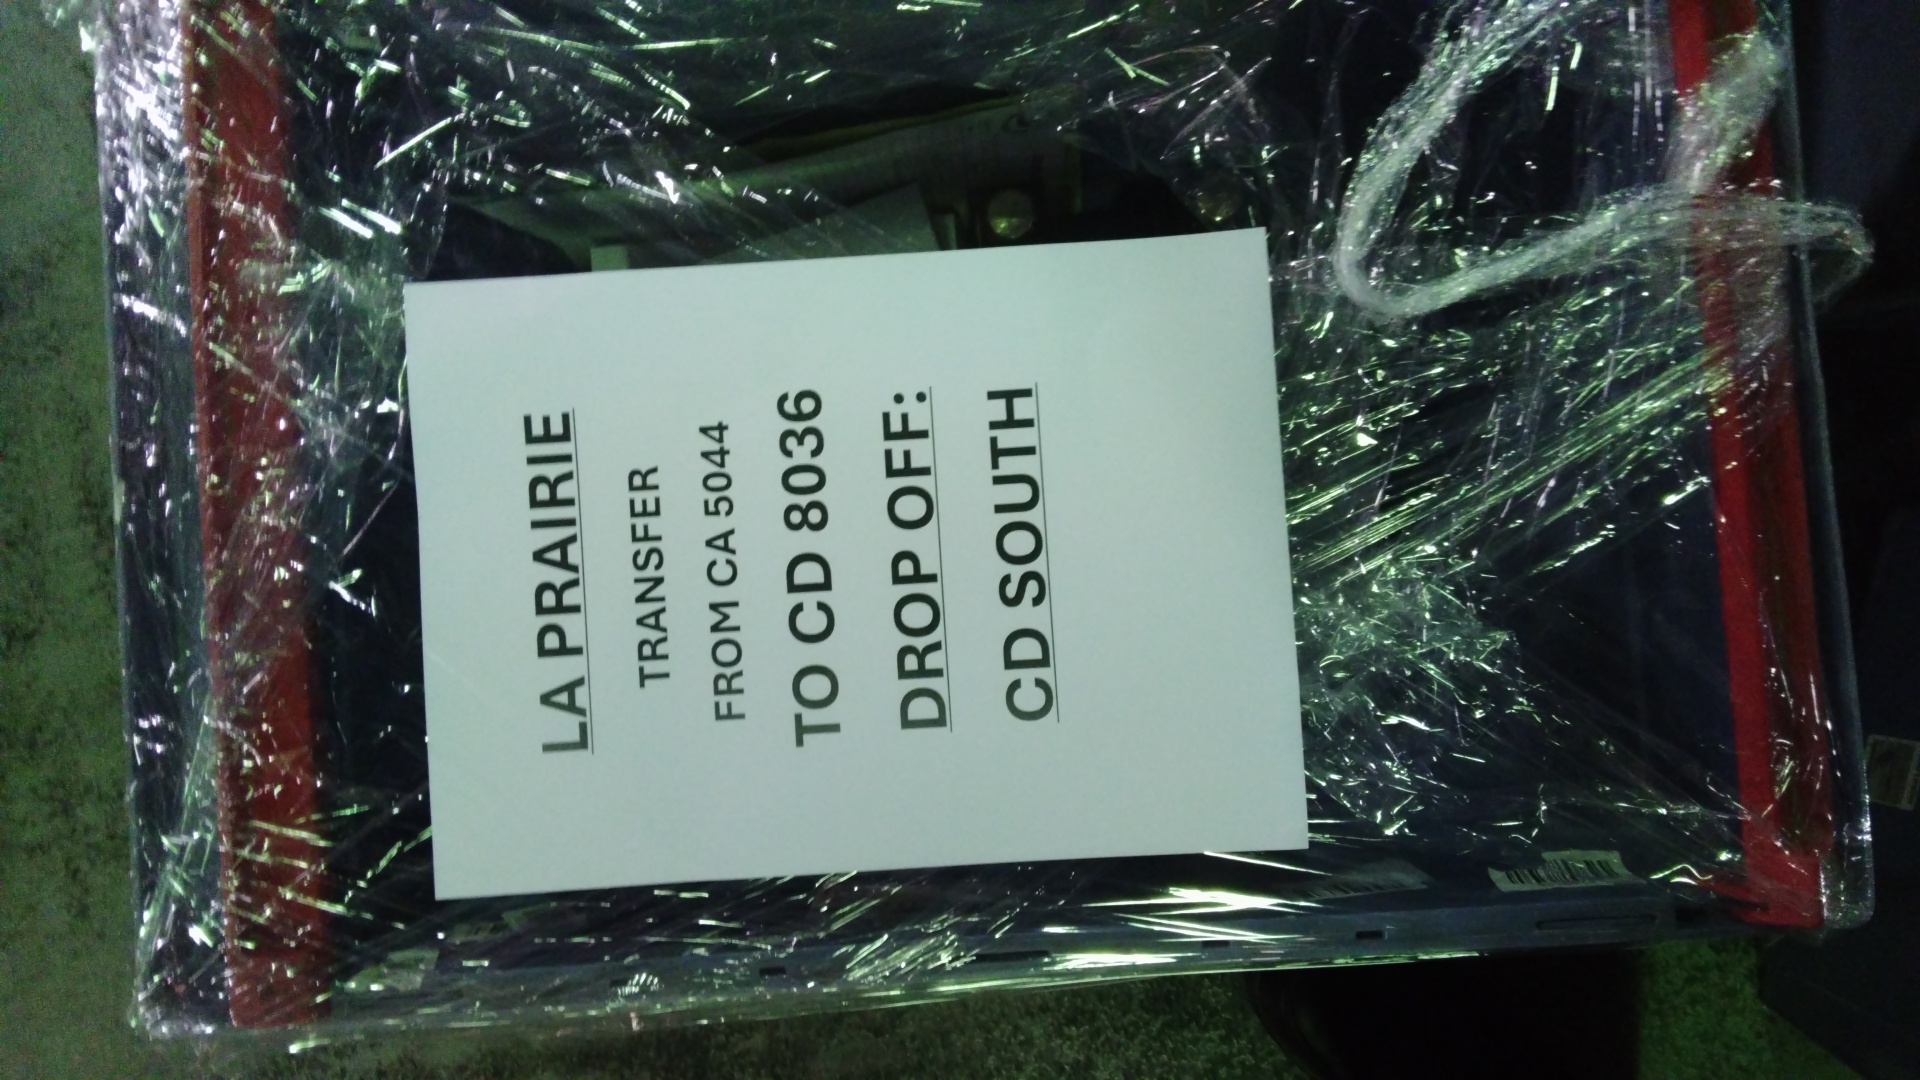 LA PRAIRIE
TRANSFER
FROM CA 5044
TO CD 8036
DROP OFF:
CD SOUTH